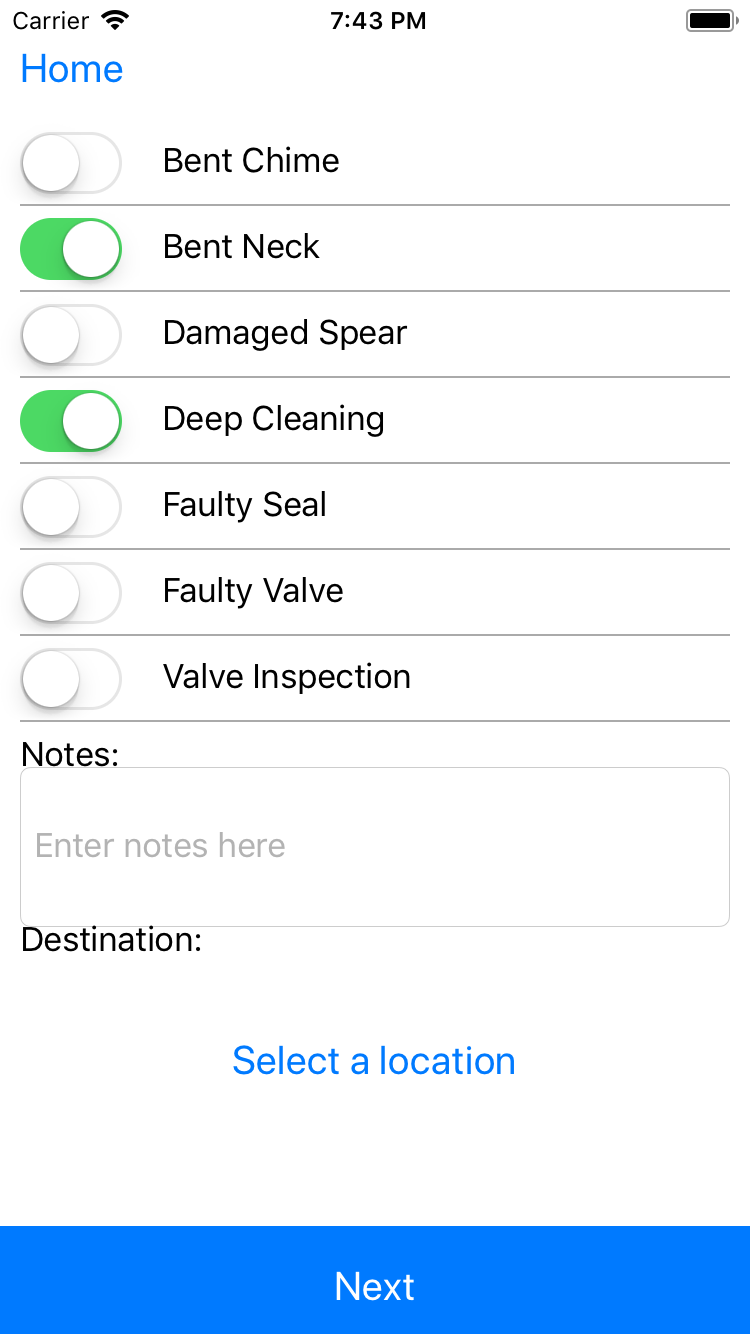 Carrier 7:43 PM
Home
Bent Chime
Bent Neck
Damaged Spear
Deep Cleaning
Faulty Seal
Faulty Valve
Valve Inspection
Notes:
Enter notes here
Destination:
Select a location
Next